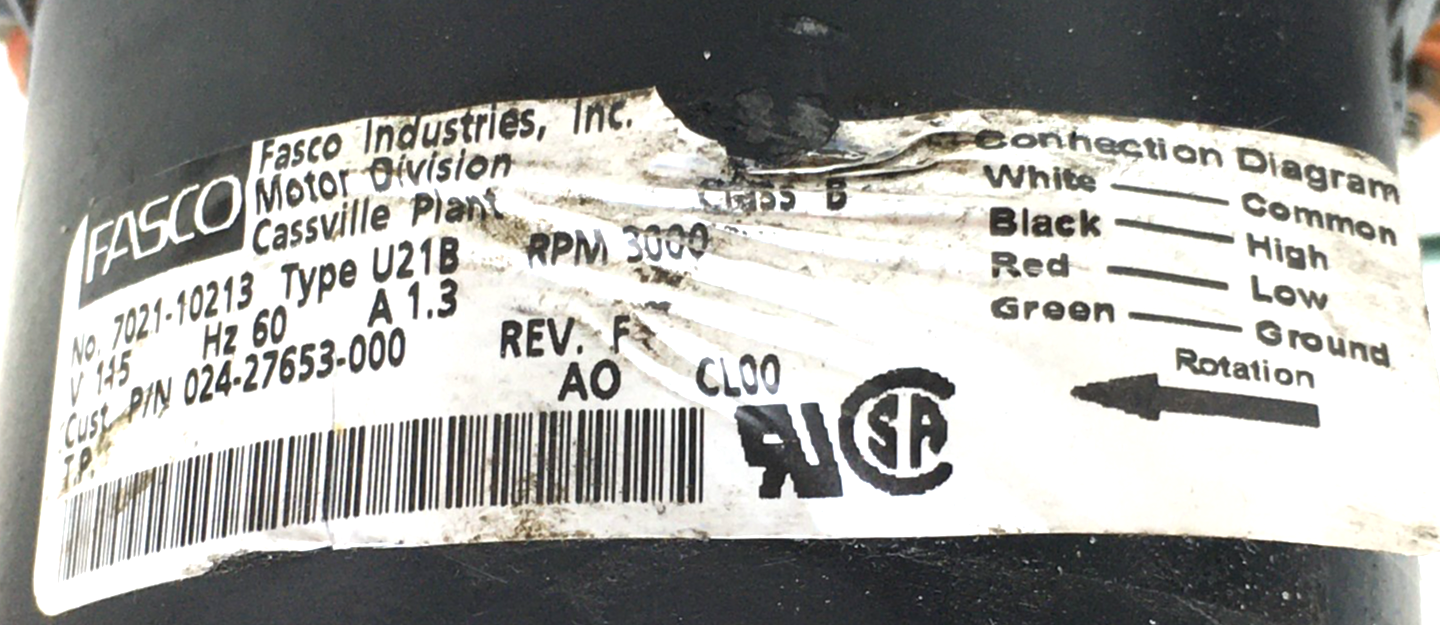 FASCO
Fasco Industries, Inc.
Motor Division
Cassville Plant
Class B
No. 7021-10213 Type U21B RPM 3000
V 115 Hz 60 A 1.3
Cust. P/N 024-27653-000 REV. F
T.P. AO CL00
Connection Diagram
White Common
Black High
Red Low
Green Ground
Rotation
SA